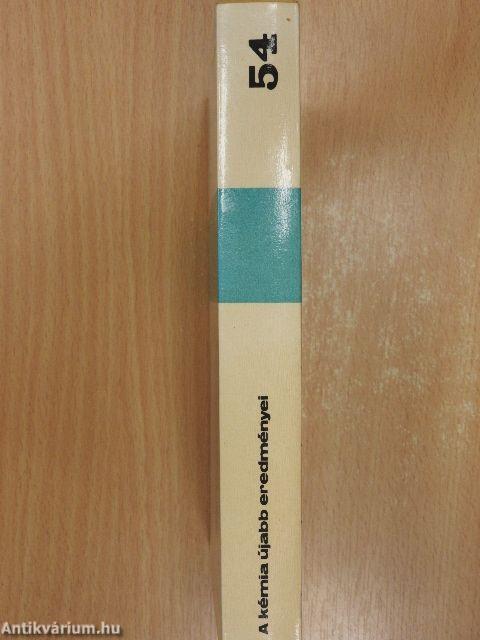 A kémia újabb eredményei
54
Antikvárium.hu